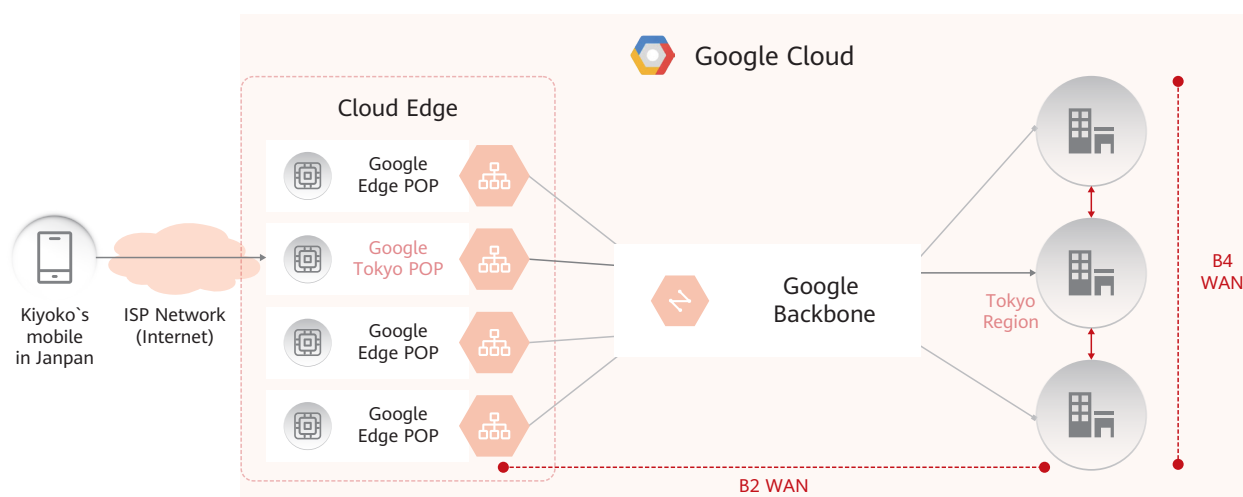 Google Cloud
Cloud Edge
Google
Edge POP
Google
Tokyo POP
Google
Edge POP
Google
Edge POP
Kiyoko`s
mobile
in Janpan
ISP Network
(Internet)
Google
Backbone
Tokyo
Region
B4
WAN
B2 WAN